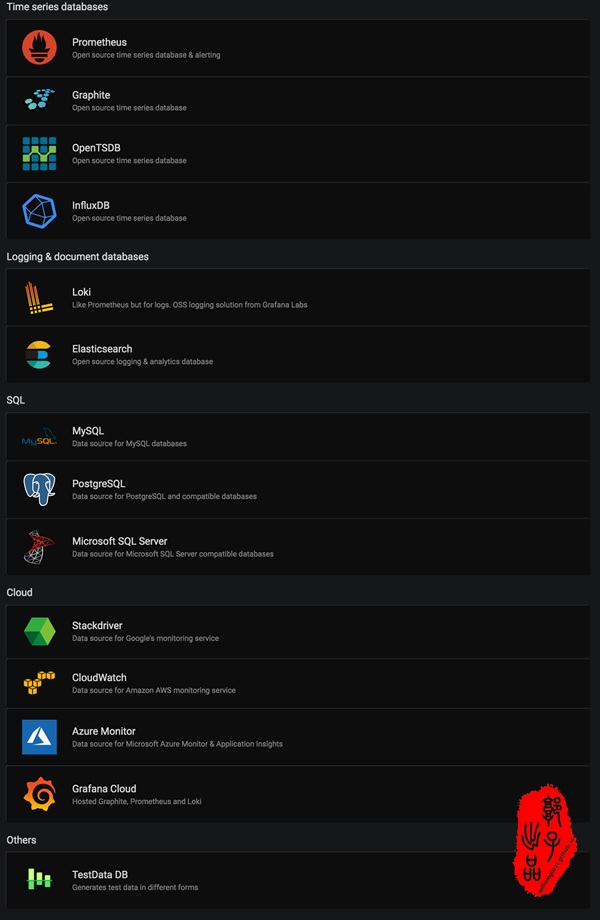 Time series databases
Prometheus
Open source time series database & alerting
Graphite
Open source time series database
OpenTSDB
Open source time series database
InfluxDB
Open source time series database
Logging & document databases
Loki
Like Prometheus but for logs. OSS logging solution from Grafana Labs
Elasticsearch
Open source logging & analytics database
SQL
MySQL
MySQL
Data source for MySQL databases
PostgreSQL
Data source for PostgreSQL and compatible databases
Microsoft SQL Server
Data source for Microsoft SQL Server compatible databases
Cloud
Stackdriver
Data source for Google's monitoring service
CloudWatch
Data source for Amazon AWS monitoring service
Azure Monitor
Data source for Microsoft Azure Monitor & Application Insights
Grafana Cloud
Hosted Graphite, Prometheus and Loki
Others
TestData DB
Generates test data in different forms